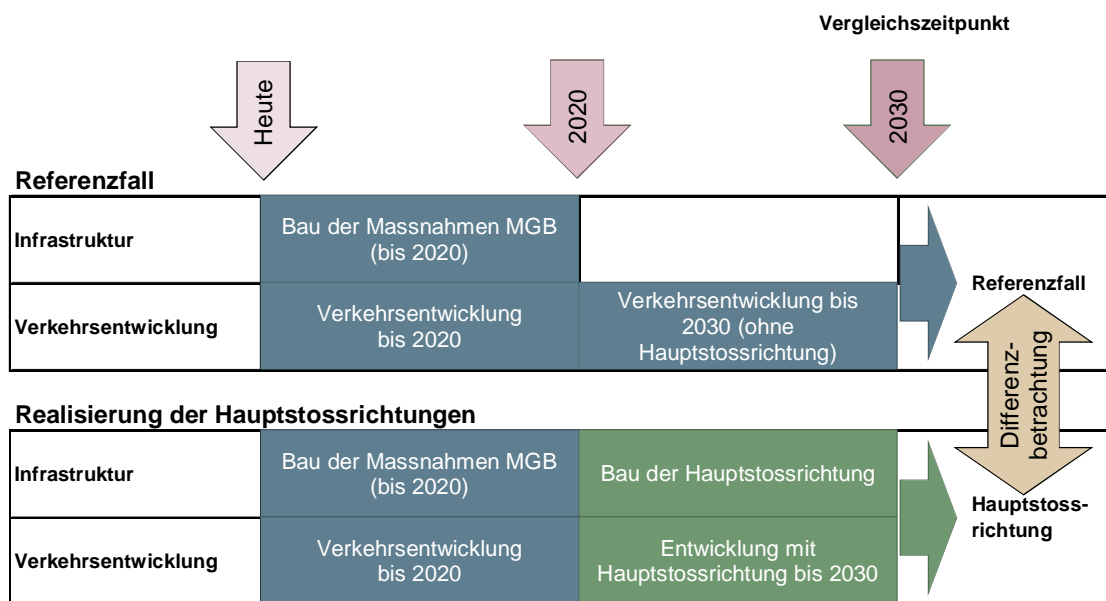 Vergleichszeitpunkt
Heute
2020
2030
Referenzfall
Infrastruktur
Bau der Massnahmen MGB
(bis 2020)
Verkehrsentwicklung
Verkehrsentwicklung
bis 2020
Verkehrsentwicklung bis
2030 (ohne
Hauptstossrichtung)
Referenzfall
Differenz-
betrachtung
Realisierung der Hauptstossrichtungen
Infrastruktur
Bau der Massnahmen MGB
(bis 2020)
Bau der Hauptstossrichtung
Hauptstoss-
richtung
Verkehrsentwicklung
Verkehrsentwicklung
bis 2020
Entwicklung mit
Hauptstossrichtung bis 2030